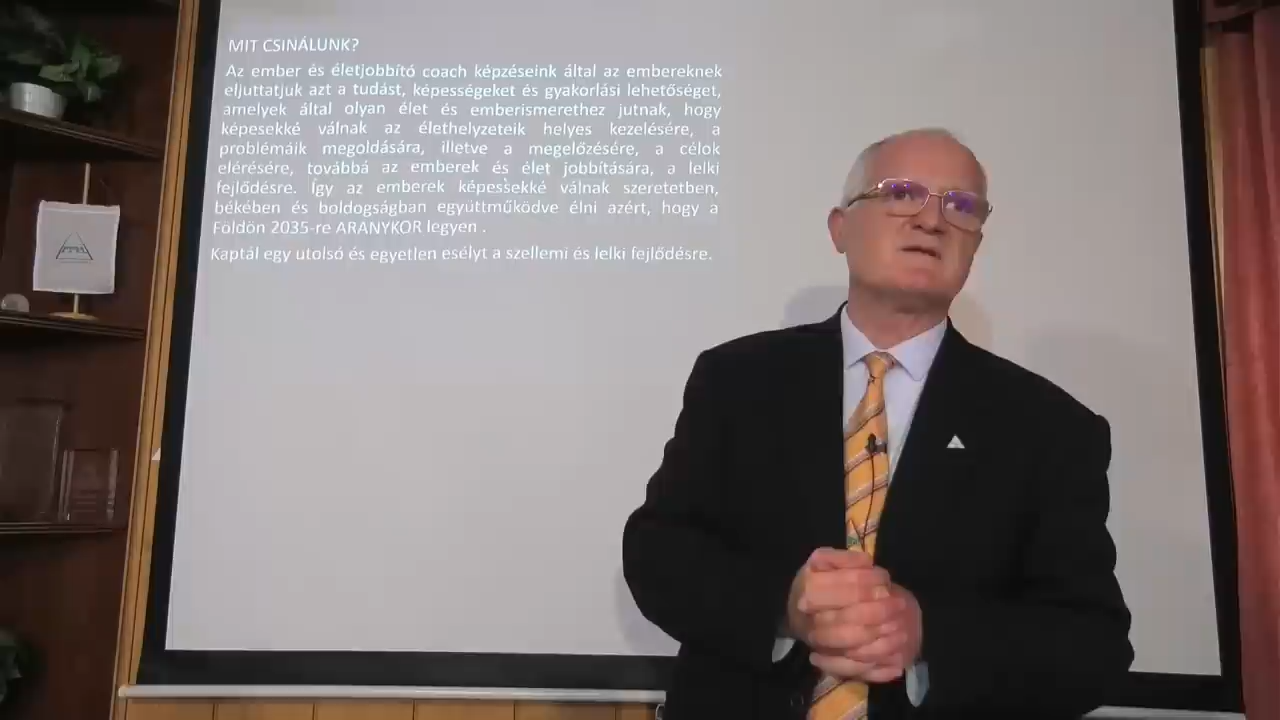 MIT CSINÁLUNK?
Az ember és életjobbító coach képzéseink által az embereknek
eljuttatjuk azt a tudást, képességeket és gyakorlási lehetőséget,
amelyek által olyan élet és emberismerethez jutnak, hogy
képesekké válnak az élethelyzeteik helyes kezelésére, a
problémáik megoldására, illetve a megelőzésére, a célok
elérésére, továbbá az emberek és élet jobbítására, a lelki
fejlődésre. Így az emberek képessekké válnak szeretetben,
békében és boldogságban együttműködve élni azért, hogy a
Földön 2035-re ARANYKOR legyen .
Kaptál egy utolsó és egyetlen esélyt a szellemi és lelki fejlődésre.